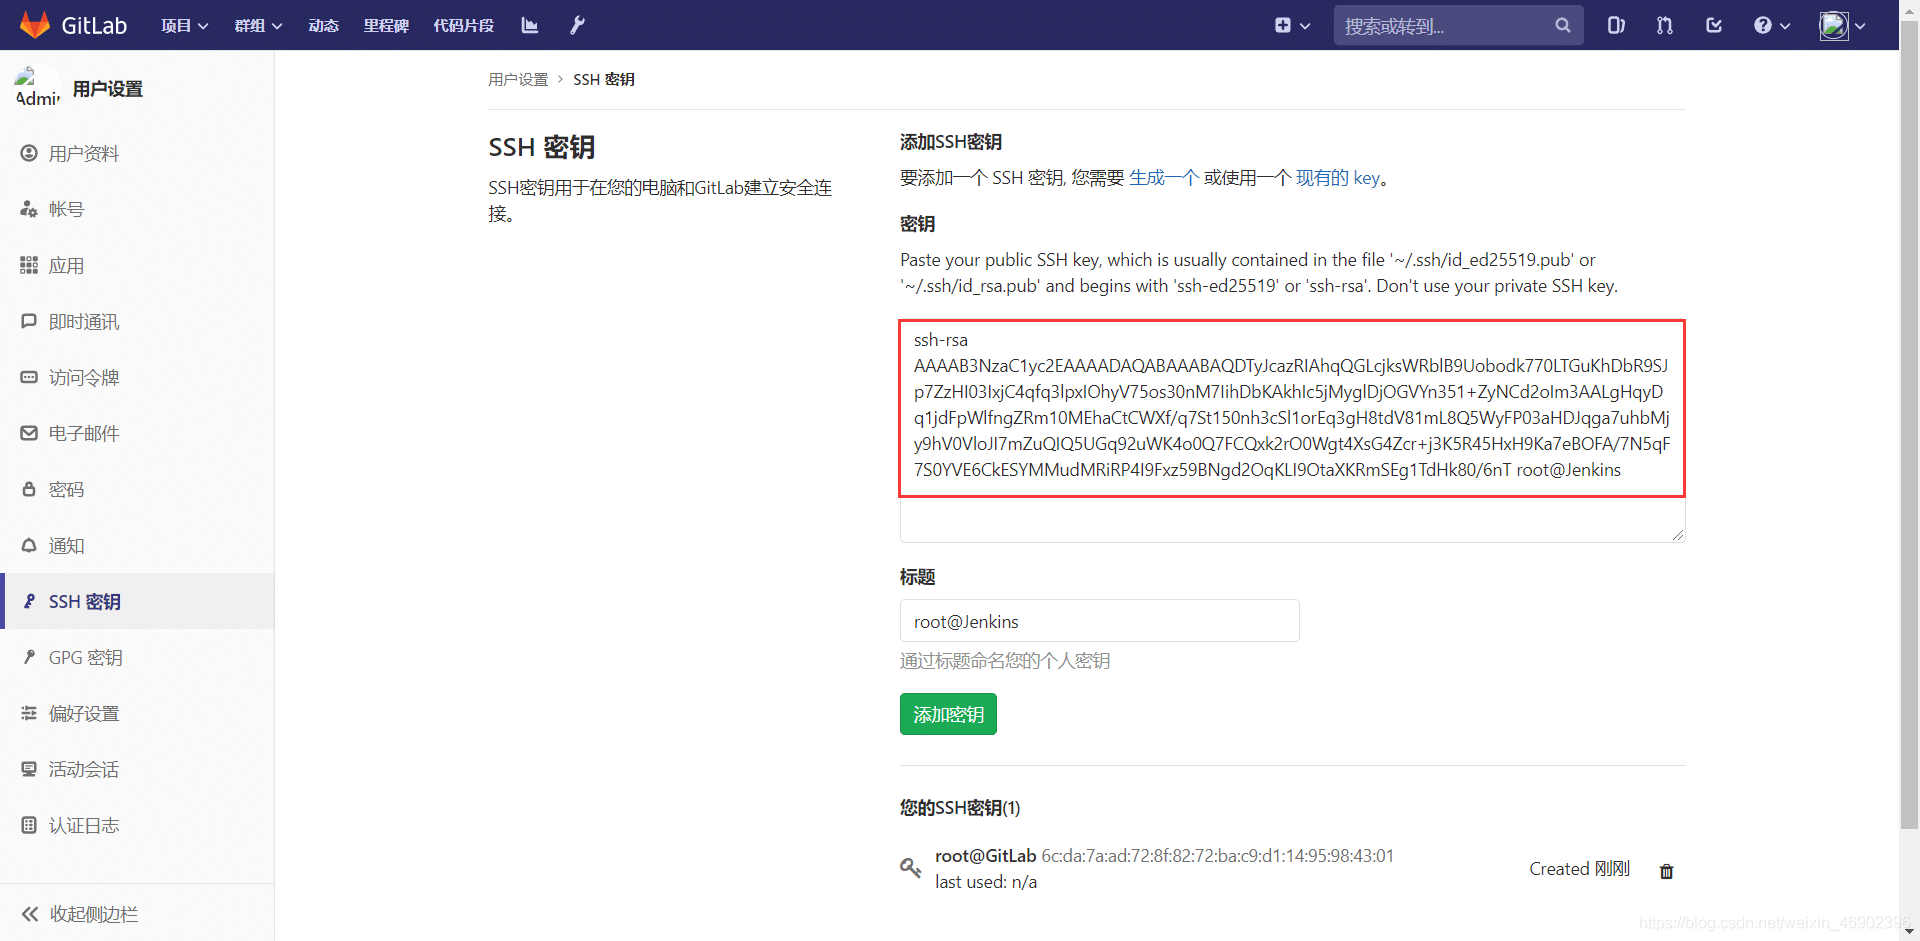 GitLab 项目 群组 动态 里程碑 代码片段 搜索或转到...
Admi 用户设置
用户资料
帐号
应用
即时通讯
访问令牌
电子邮件
密码
通知
SSH 密钥
GPG 密钥
偏好设置
活动会话
认证日志
收起侧边栏
用户设置 › SSH 密钥
SSH 密钥
SSH密钥用于在您的电脑和GitLab建立安全连
接。
添加SSH密钥
要添加一个 SSH 密钥, 您需要 生成一个 或使用一个 现有的 key。
密钥
Paste your public SSH key, which is usually contained in the file '~/.ssh/id_ed25519.pub' or
'~/.ssh/id_rsa.pub' and begins with 'ssh-ed25519' or 'ssh-rsa'. Don't use your private SSH key.
ssh-rsa
AAAAB3NzaC1yc2EAAAADAQABAAABAQDTyJcazRIAhqQGLcjksWRblB9Uobodk770LTGuKhDbR9SJ
p7ZzHI03IxjC4qfq3lpxIOhyV75os30nM7IihDbKAkhIc5jMyglDjOGVYn351+ZyNCd2oIm3AALgHqyD
q1jdFpWlfngZRm10MEhaCtCWXf/q7St150nh3cSl1orEq3gH8tdV81mL8Q5WyFP03aHDJqga7uhbMj
y9hV0VloJI7mZuQIQ5UGq92uWK4o0Q7FCQxk2rO0Wgt4XsG4Zcr+j3K5R45HxH9Ka7eBOFA/7N5qF
7S0YVE6CkESYMMudMRiRP4I9Fxz59BNgd2OqKLI9OtaXKRmSEg1TdHk80/6nT root@Jenkins
标题
root@Jenkins
通过标题命名您的个人密钥
添加密钥
您的SSH密钥(1)
root@GitLab 6c:da:7a:ad:72:8f:82:72:ba:c9:d1:14:95:98:43:01
last used: n/a
Created 刚刚
https://blog.csdn.net/weixin_46902396